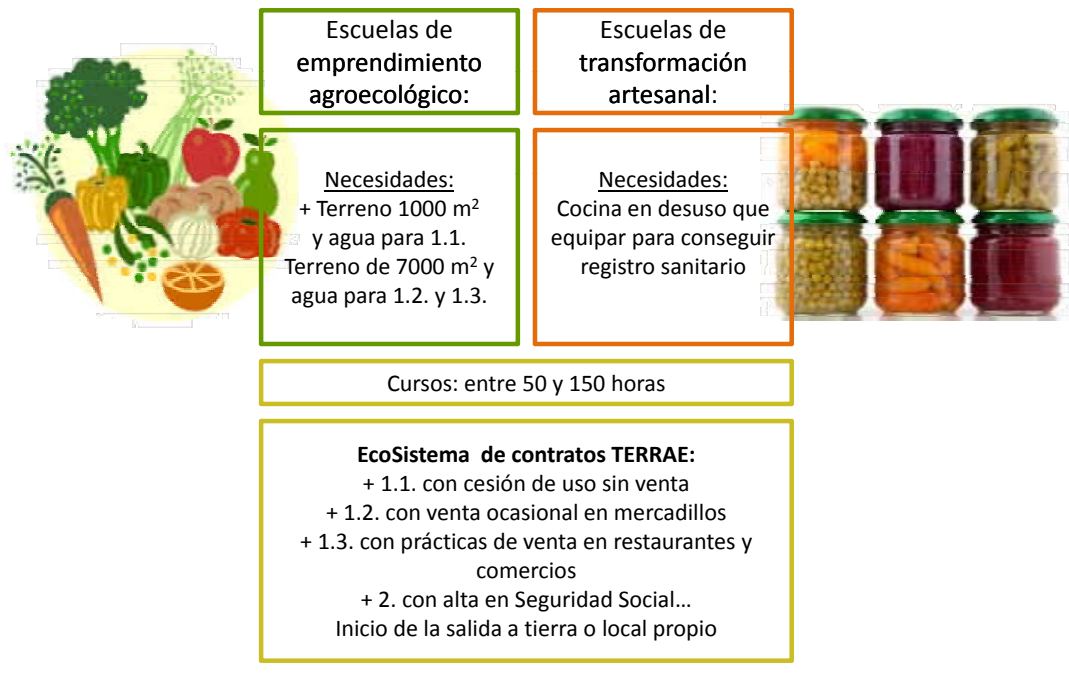 Escuelas de
emprendimiento
agroecológico:
Escuelas de
transformación
artesanal:
Necesidades:
+ Terreno 1000 m²
y agua para 1.1.
Terreno de 7000 m² y
agua para 1.2. y 1.3.
Necesidades:
Cocina en desuso que
equipar para conseguir
registro sanitario
Cursos: entre 50 y 150 horas
EcoSistema de contratos TERRAE:
+ 1.1. con cesión de uso sin venta
+ 1.2. con venta ocasional en mercadillos
+ 1.3. con prácticas de venta en restaurantes y
comercios
+ 2. con alta en Seguridad Social...
Inicio de la salida a tierra o local propio